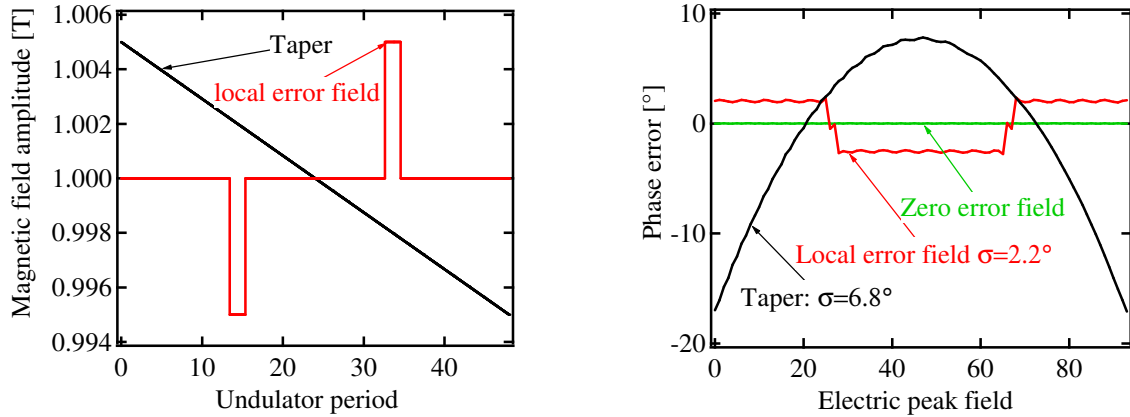 Magnetic field amplitude [T]
1.006
1.004
1.002
1.000
0.998
0.996
0.994
Taper
local error field
0
10
20
30
40
Undulator period
Phase error [°]
10
0
-10
-20
Zero error field
Local error field σ=2.2°
Taper: σ=6.8°
0
20
40
60
80
Electric peak field